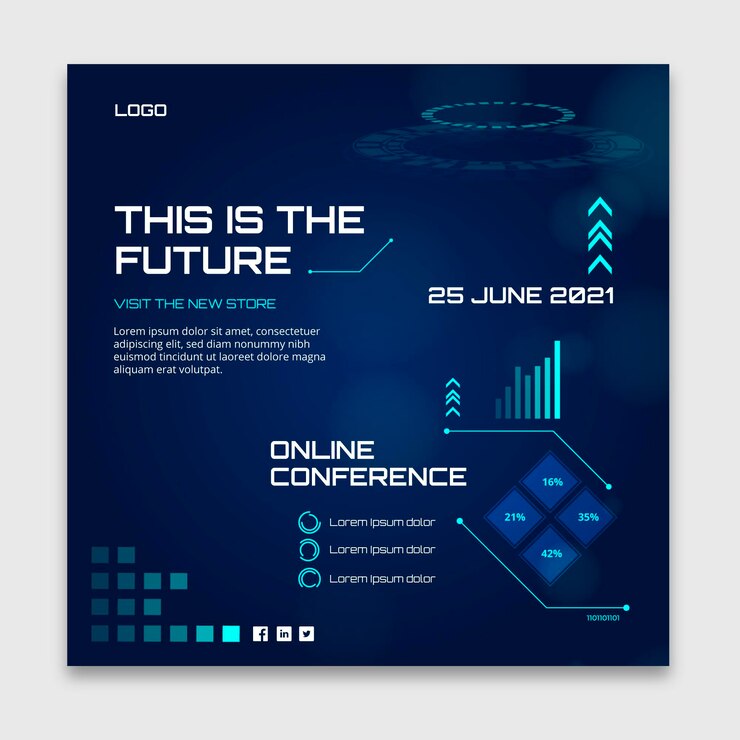 LOGO
THIS IS THE
FUTURE
VISIT THE NEW STORE
25 JUNE 2021
Lorem ipsum dolor sit amet, consectetuer
adipiscing elit, sed diam nonummy nibh
euismod tincidunt ut laoreet dolore magna
aliquam erat volutpat.
ONLINE
CONFERENCE
Lorem Ipsum dolor
Lorem Ipsum dolor
Lorem Ipsum dolor
16%
21%
35%
42%
1101101101